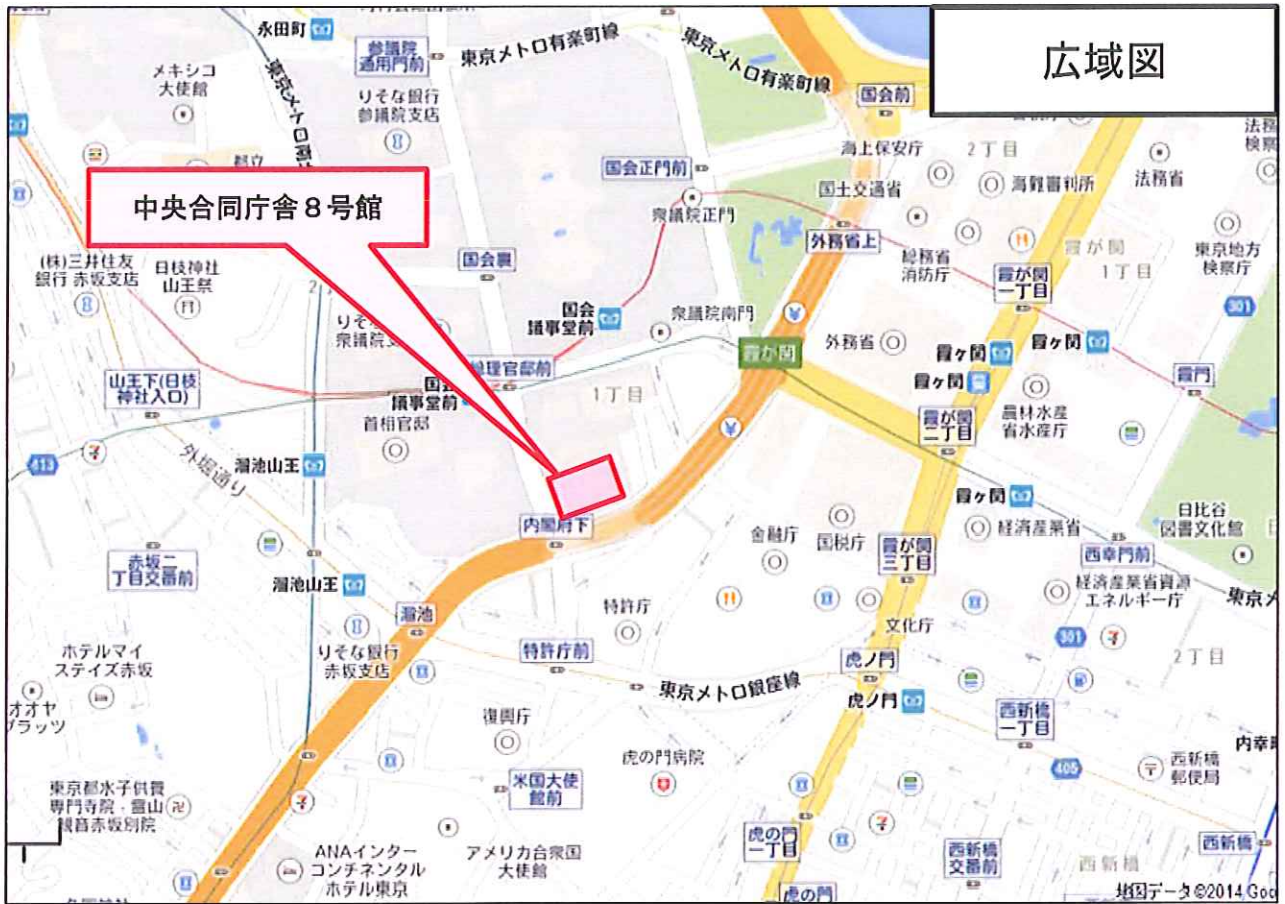 広域図
永田町
参議院
通用門前
東京メトロ有楽町線
東京メトロ有楽町線
メキシコ
大使館
りそな銀行
参議院支店
国会前
海上保安庁
2丁目
法務省
海難審判所
国土交通省
国会正門前
衆議院正門
都立
中央合同庁舎8号館
外務省上
総務省
消防庁
霞が関
1丁目
東京地方
検察庁
霞が関
一丁目
301
(株)三井住友
銀行 赤坂支店
日枝神社
山王祭
国会裏
国会
議事堂前
衆議院南門
霞が関
外務省
霞ヶ関
霞ヶ関
霞ヶ関
霞門
山王下(日枝
神社入口)
国会
議事堂前
首相官邸
1丁目
霞が関
二丁目
農林水産
省水産庁
413
外堀通り
溜池山王
霞ヶ関
経済産業省
日比谷
図書文化館
内閣府下
金融庁
国税庁
霞が関
三丁目
西幸門前
赤坂二
丁目交番前
溜池山王
溜池
特許庁
文化庁
経済産業省資源
エネルギー庁
301
2丁目
りそな銀行
赤坂支店
特許庁前
東京メトロ銀座線
虎ノ門
虎ノ門
ホテルマイ
ステイズ赤坂
復興庁
虎の門病院
西新橋
一丁目
405
西新橋
郵便局
米国大使
館前
東京都水子供養
専門寺院・霊山
観音赤坂別院
アメリカ合衆国
大使館
ANAインター
コンチネンタル
ホテル東京
虎の門
一丁目
西新橋
交番前
西新橋
西新橋
虎の門
地図データ©2014 Goo